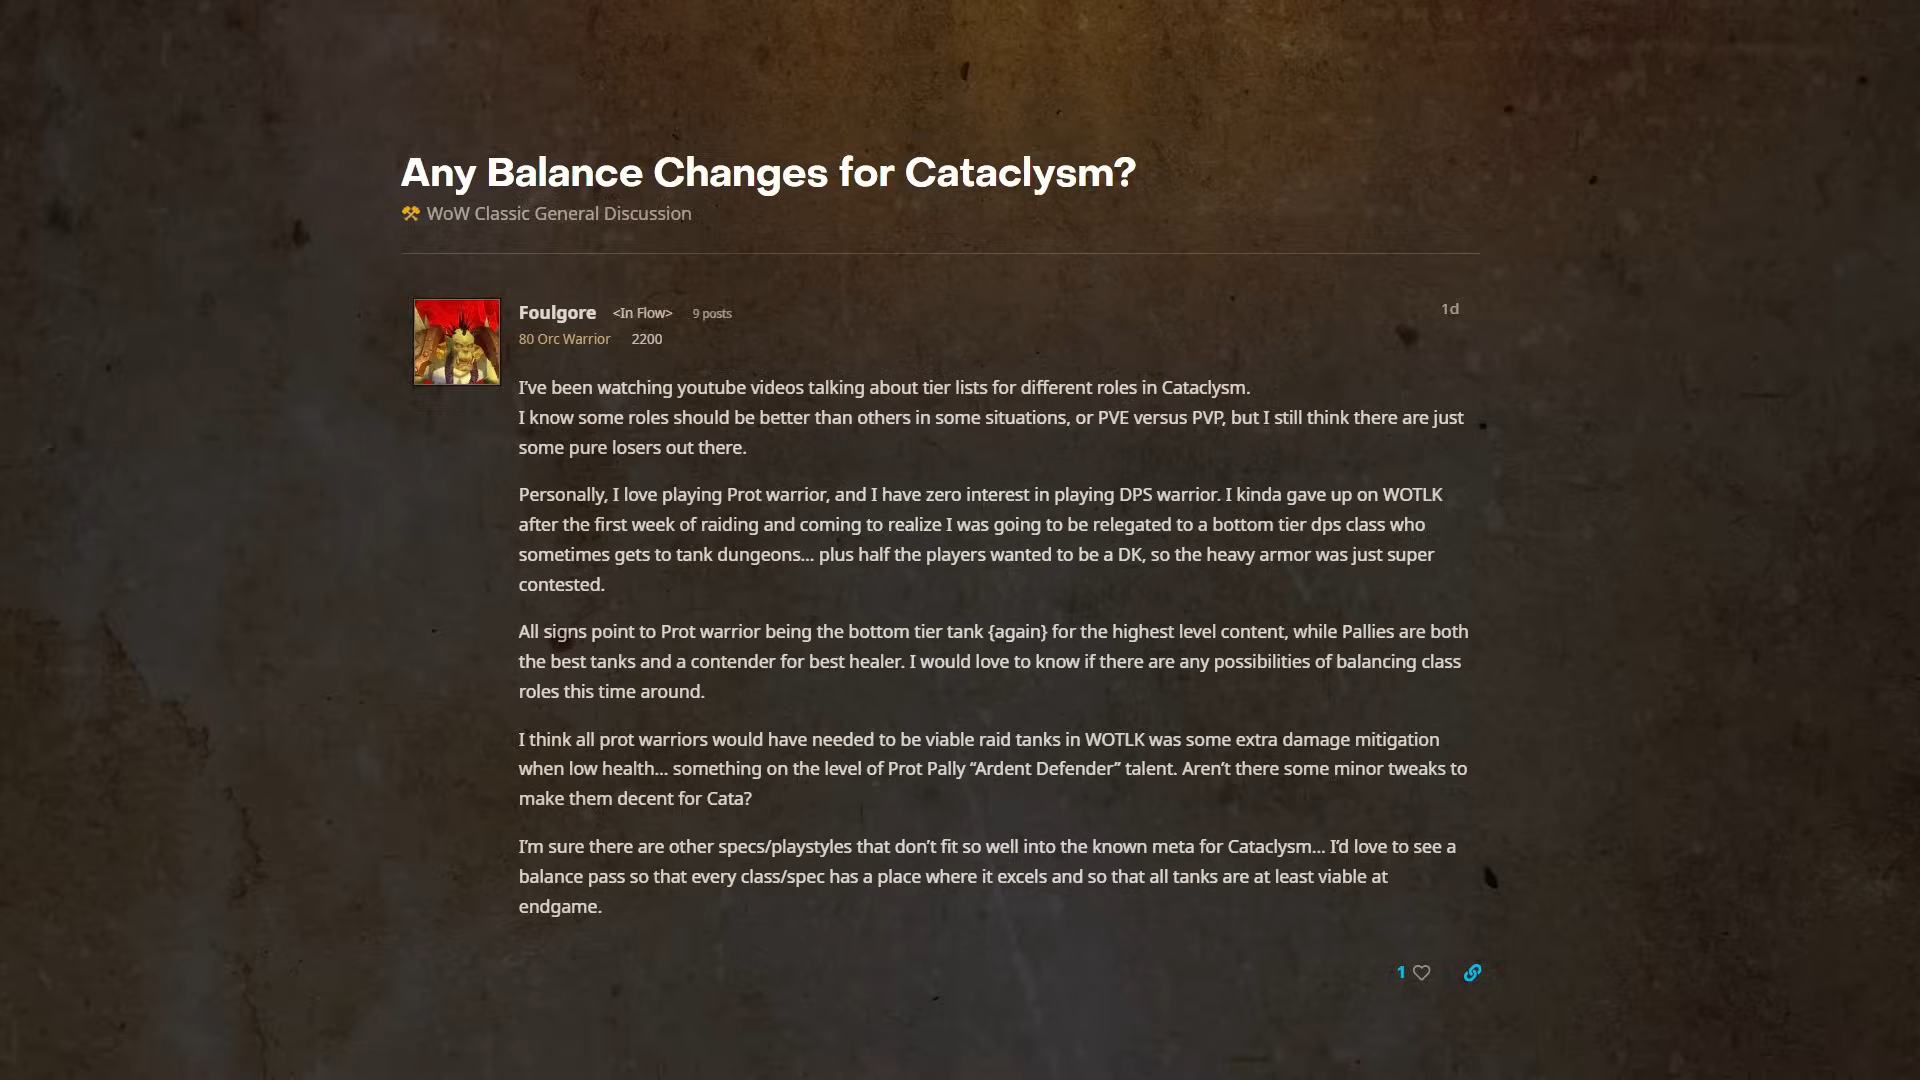 Any Balance Changes for Cataclysm?
WoW Classic General Discussion
Foulgore <In Flow> 9 posts 1d
80 Orc Warrior 2200
I’ve been watching youtube videos talking about tier lists for different roles in Cataclysm.
I know some roles should be better than others in some situations, or PVE versus PVP, but I still think there are just
some pure losers out there.
Personally, I love playing Prot warrior, and I have zero interest in playing DPS warrior. I kinda gave up on WOTLK
after the first week of raiding and coming to realize I was going to be relegated to a bottom tier dps class who
sometimes gets to tank dungeons… plus half the players wanted to be a DK, so the heavy armor was just super
contested.
All signs point to Prot warrior being the bottom tier tank {again} for the highest level content, while Pallies are both
the best tanks and a contender for best healer. I would love to know if there are any possibilities of balancing class
roles this time around.
I think all prot warriors would have needed to be viable raid tanks in WOTLK was some extra damage mitigation
when low health… something on the level of Prot Pally “Ardent Defender” talent. Aren’t there some minor tweaks to
make them decent for Cata?
I’m sure there are other specs/playstyles that don’t fit so well into the known meta for Cataclysm… I’d love to see a
balance pass so that every class/spec has a place where it excels and so that all tanks are at least viable at
endgame.
1